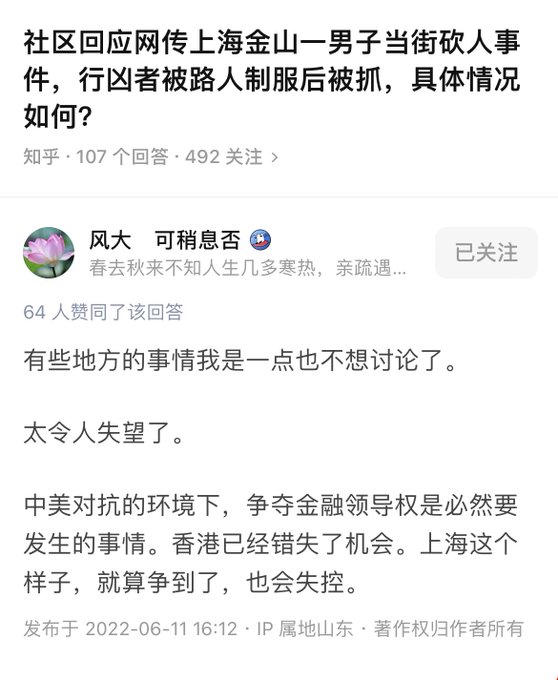 社区回应网传上海金山一男子当街砍人事
件，行凶者被路人制服后被抓，具体情况
如何?
知乎 · 107 个回答 · 492 关注 >
风大 可稍息否
春去秋来不知人生几多寒热，亲疏遇...
已关注
64 人赞同了该回答
有些地方的事情我是一点也不想讨论了。
太令人失望了。
中美对抗的环境下，争夺金融领导权是必然要
发生的事情。香港已经错失了机会。上海这个
样子，就算争到了，也会失控。
发布于 2022-06-11 16:12 · IP 属地山东 · 著作权归作者所有